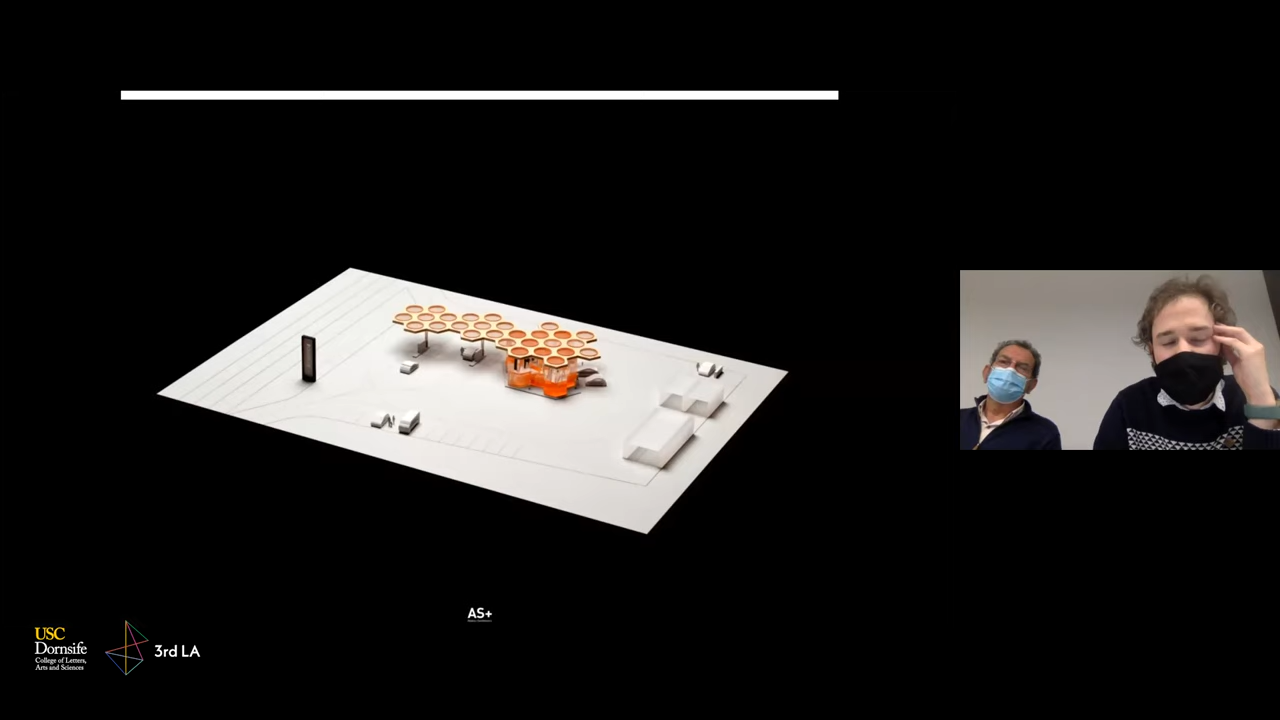 AS+
USC
Dornsife
College of Letters,
Arts and Sciences
3rd LA